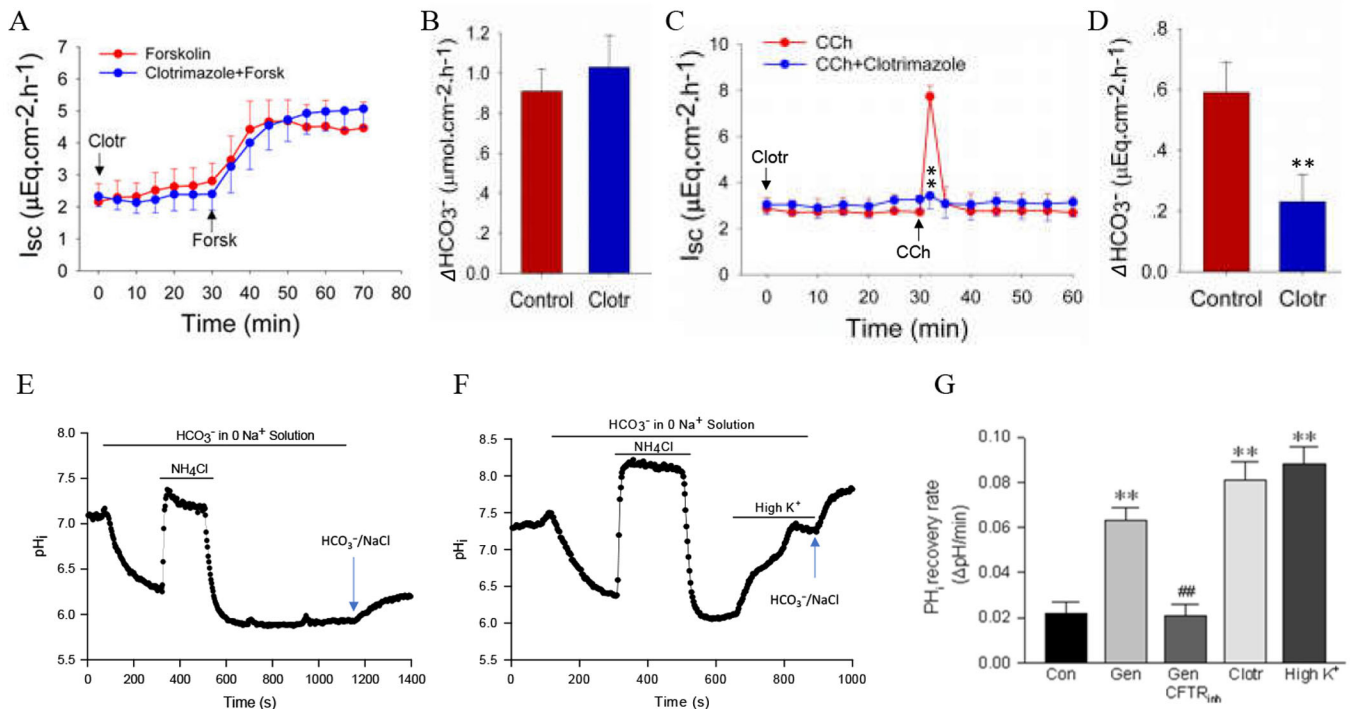 A
Isc (μEq.cm-2.h-1)
7
6
5
4
3
2
1
0
Forskolin
Clotrimazole+Forsk
Clotr
Forsk
0 10 20 30 40 50 60 70 80
Time (min)
B
ΔHCO3⁻ (μmol.cm-2.h-1)
1.2
1.0
0.8
0.6
0.4
0.2
0.0
Control Clotr
C
Isc (μEq.cm-2.h-1)
10
8
6
4
2
0
CCh
CCh+Clotrimazole
Clotr
**
CCh
0 10 20 30 40 50 60
Time (min)
D
ΔHCO3⁻ (μEq.cm-2.h-1)
.8
.6
.4
.2
.0
**
Control Clotr
E
pHi
8.0
7.5
7.0
6.5
6.0
5.5
HCO3⁻ in 0 Na⁺ Solution
NH4Cl
HCO3⁻/NaCl
0 200 400 600 800 1000 1200 1400
Time (s)
F
pHi
8.5
8.0
7.5
7.0
6.5
6.0
5.5
HCO3⁻ in 0 Na⁺ Solution
NH4Cl
High K⁺
HCO3⁻/NaCl
0 200 400 600 800 1000
Time (s)
G
PHi recovery rate
(ΔpH/min)
0.10
0.08
0.06
0.04
0.02
0.00
**
##
**
**
Con Gen Gen Clotr High K⁺
CFTRinh